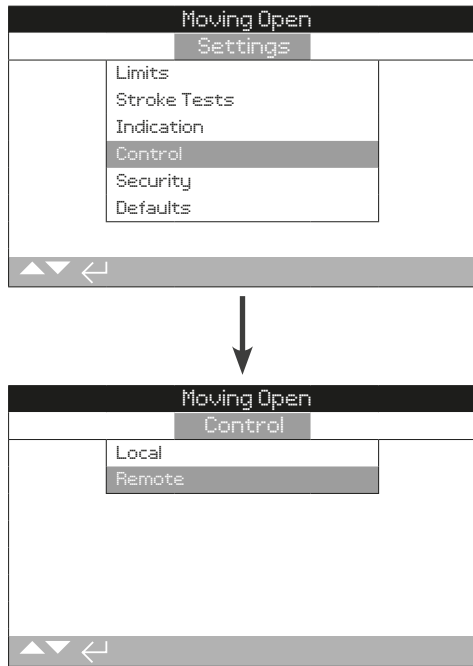 Moving Open
Settings
Limits
Stroke Tests
Indication
Control
Security
Defaults
Moving Open
Control
Local
Remote